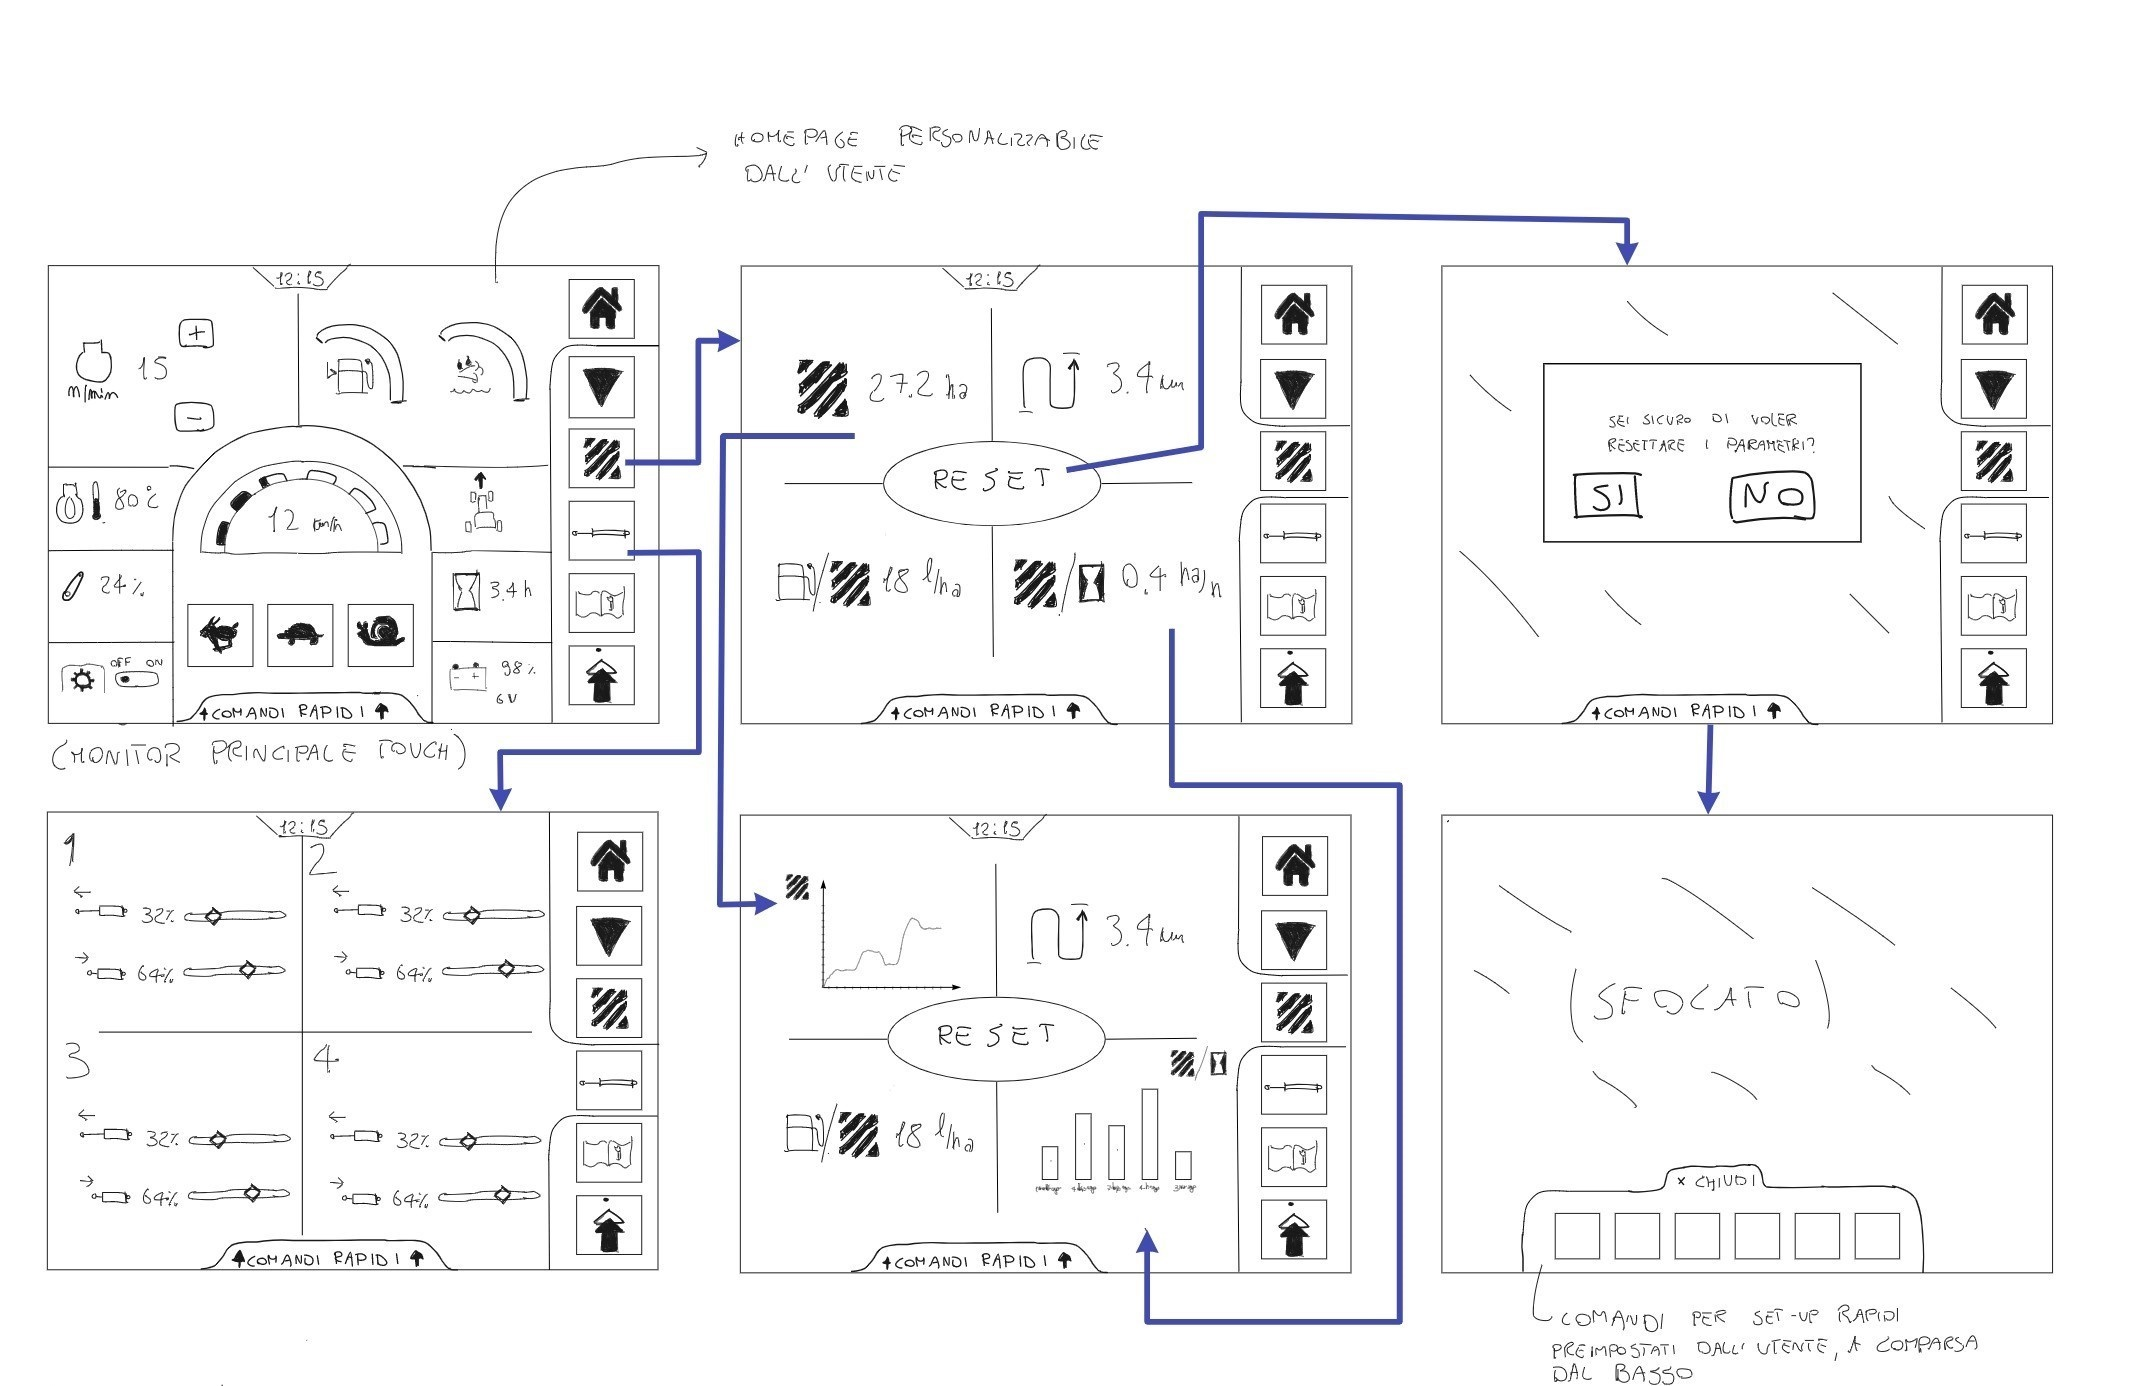 HOMEPAGE PERSONALIZZABILE
DALL' UTENTE
12:15
15
+
n/min
-
80°C
12 km/h
24%
3.4 h
OFF ON
98%
6V
↑COMANDI RAPIDI↑
(MONITOR PRINCIPALE TOUCH)
12:15
27.2 ha
3.4 km
RESET
18 l/ha
0.4 ha/h
↑COMANDI RAPIDI↑
SEI SICURO DI VOLER
RESETTARE I PARAMETRI?
SI NO
↑COMANDI RAPIDI↑
12:15
1 2
32% 32%
64% 64%
3 4
32% 32%
64% 64%
↑COMANDI RAPIDI↑
12:15
3.4 km
RESET
18 l/ha
↑COMANDI RAPIDI↑
(SFOCATO)
× CHIUDI
COMANDI PER SET-UP RAPIDI
PREIMPOSTATI DALL' UTENTE, A COMPARSA
DAL BASSO